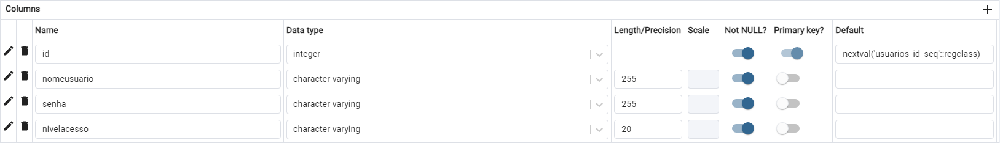 Columns
Name Data type Length/Precision Scale Not NULL? Primary key? Default
id integer nextval('usuarios_id_seq'::regclass)
nomeusuario character varying 255
senha character varying 255
nivelacesso character varying 20